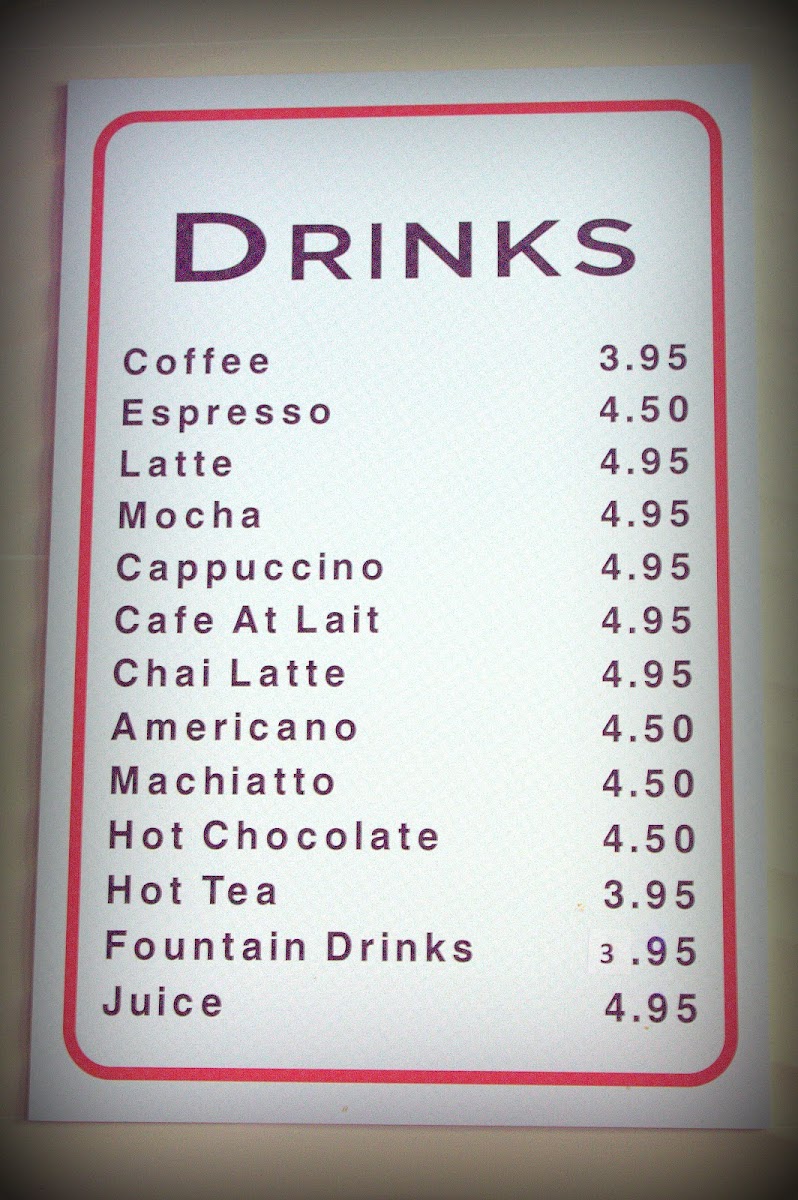 DRINKS
Coffee 3.95
Espresso 4.50
Latte 4.95
Mocha 4.95
Cappuccino 4.95
Cafe At Lait 4.95
Chai Latte 4.95
Americano 4.50
Machiatto 4.50
Hot Chocolate 4.50
Hot Tea 3.95
Fountain Drinks 3.95
Juice 4.95